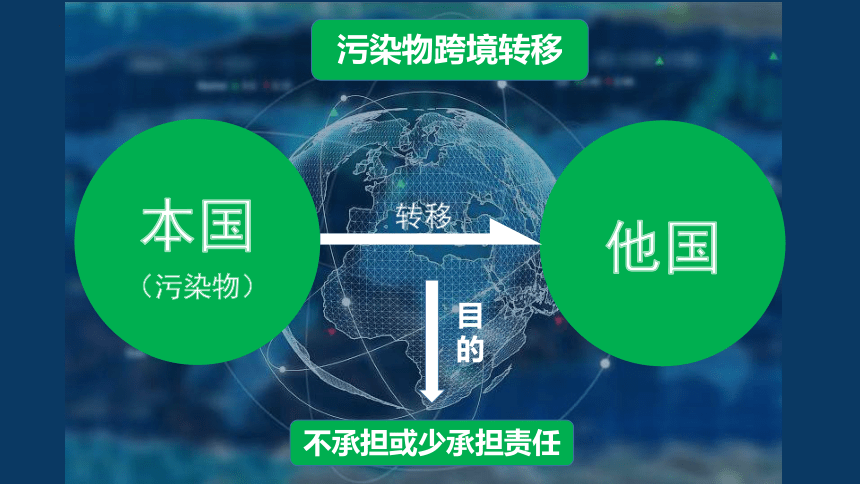 污染物跨境转移
本国
（污染物）
转移
他国
目
的
不承担或少承担责任